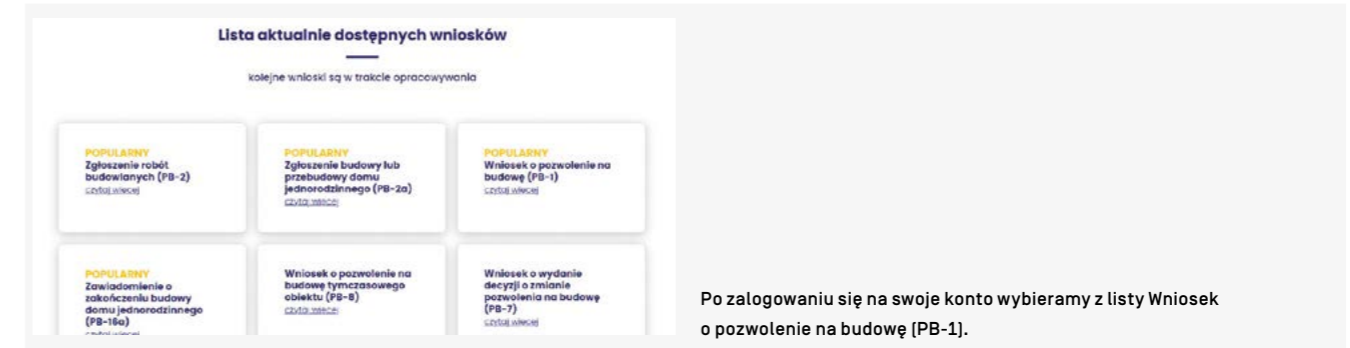 Lista aktualnie dostępnych wniosków
kolejne wnioski są w trakcie opracowywania
POPULARNY
Zgłoszenie robót
budowlanych (PB-2)
czytaj więcej
POPULARNY
Zgłoszenie budowy lub
przebudowy domu
jednorodzinnego (PB-2a)
czytaj więcej
POPULARNY
Wniosek o pozwolenie na
budowę (PB-1)
czytaj więcej
POPULARNY
Zawiadomienie o
zakończeniu budowy
domu jednorodzinnego
(PB-16a)
czytaj więcej
Wniosek o pozwolenie na
budowę tymczasowego
obiektu (PB-8)
czytaj więcej
Wniosek o wydanie
decyzji o zmianie
pozwolenia na budowę
(PB-7)
czytaj więcej
Po zalogowaniu się na swoje konto wybieramy z listy Wniosek
o pozwolenie na budowę (PB-1).